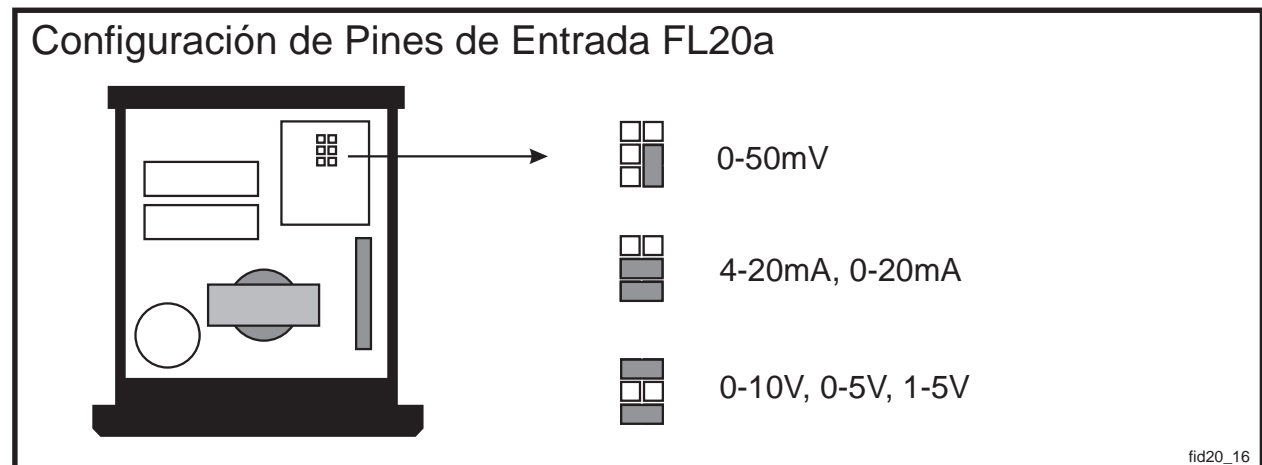 Configuración de Pines de Entrada FL20a
0-50mV
4-20mA, 0-20mA
0-10V, 0-5V, 1-5V
fid20_16